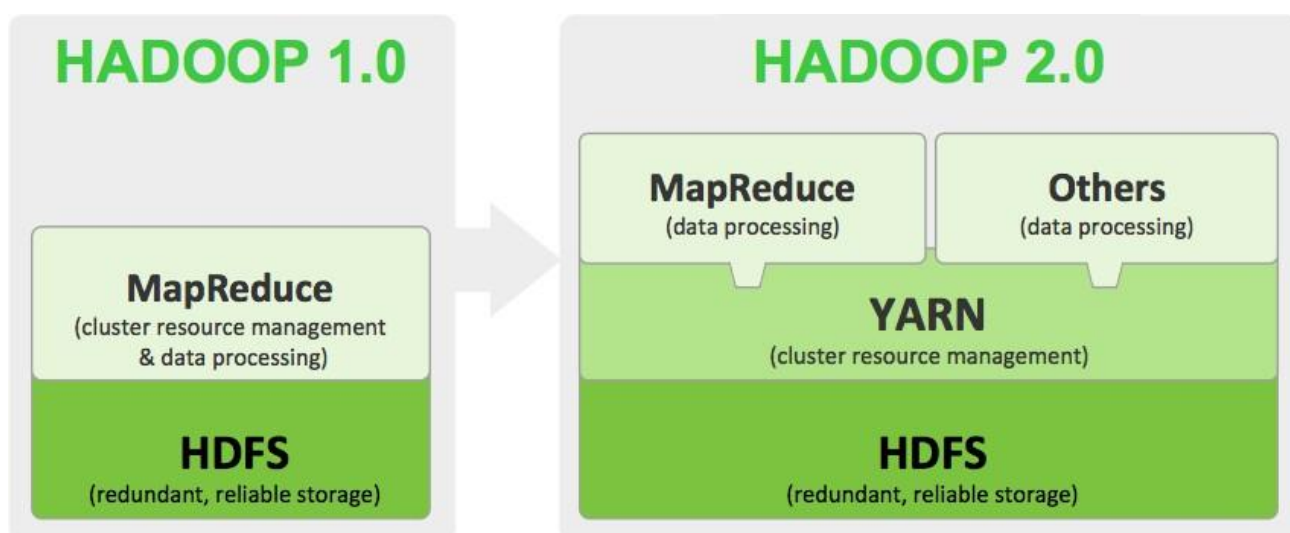 HADOOP 1.0
MapReduce
(cluster resource management
& data processing)
HDFS
(redundant, reliable storage)
HADOOP 2.0
MapReduce
(data processing)
Others
(data processing)
YARN
(cluster resource management)
HDFS
(redundant, reliable storage)